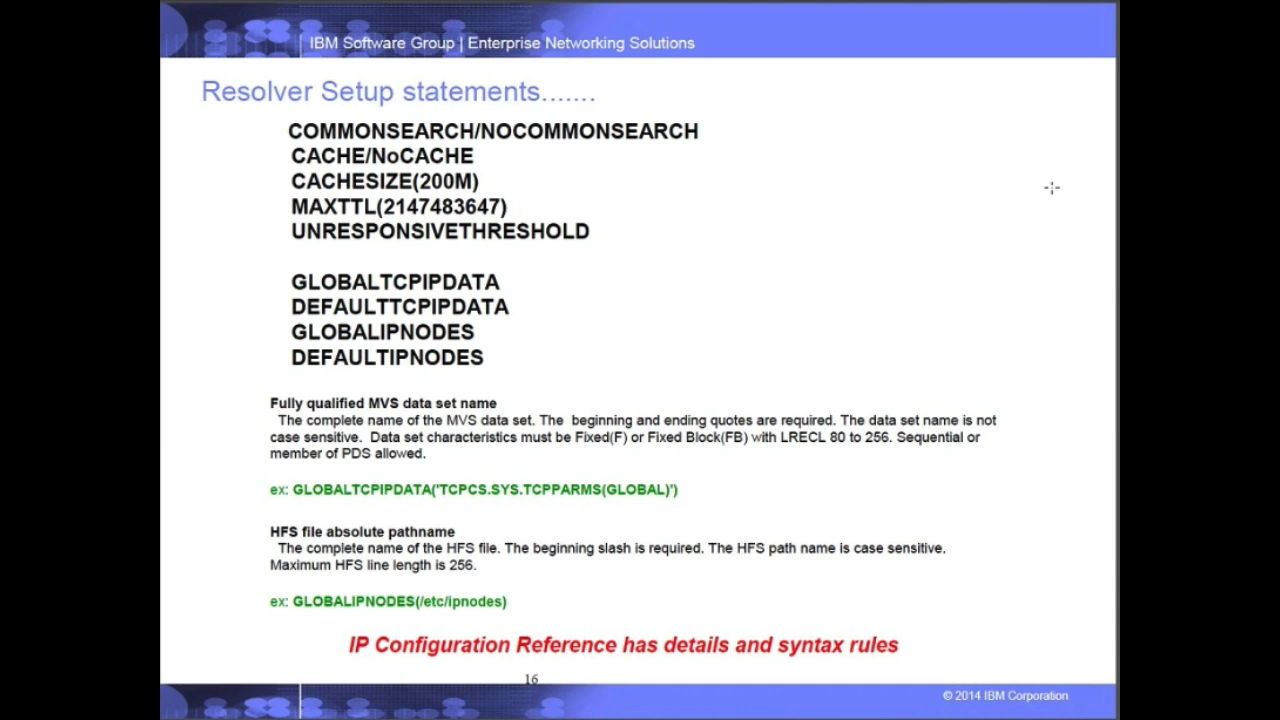 IBM Software Group | Enterprise Networking Solutions
Resolver Setup statements.......
COMMONSEARCH/NOCOMMONSEARCH
CACHE/NoCACHE
CACHESIZE(200M)
MAXTTL(2147483647)
UNRESPONSIVETHRESHOLD
GLOBALTCPIPDATA
DEFAULTTCPIPDATA
GLOBALIPNODES
DEFAULTIPNODES
Fully qualified MVS data set name
The complete name of the MVS data set. The beginning and ending quotes are required. The data set name is not
case sensitive. Data set characteristics must be Fixed(F) or Fixed Block(FB) with LRECL 80 to 256. Sequential or
member of PDS allowed.
ex: GLOBALTCPIPDATA('TCPCS.SYS.TCPPARMS(GLOBAL)')
HFS file absolute pathname
The complete name of the HFS file. The beginning slash is required. The HFS path name is case sensitive.
Maximum HFS line length is 256.
ex: GLOBALIPNODES(/etc/ipnodes)
IP Configuration Reference has details and syntax rules
16
© 2014 IBM Corporation